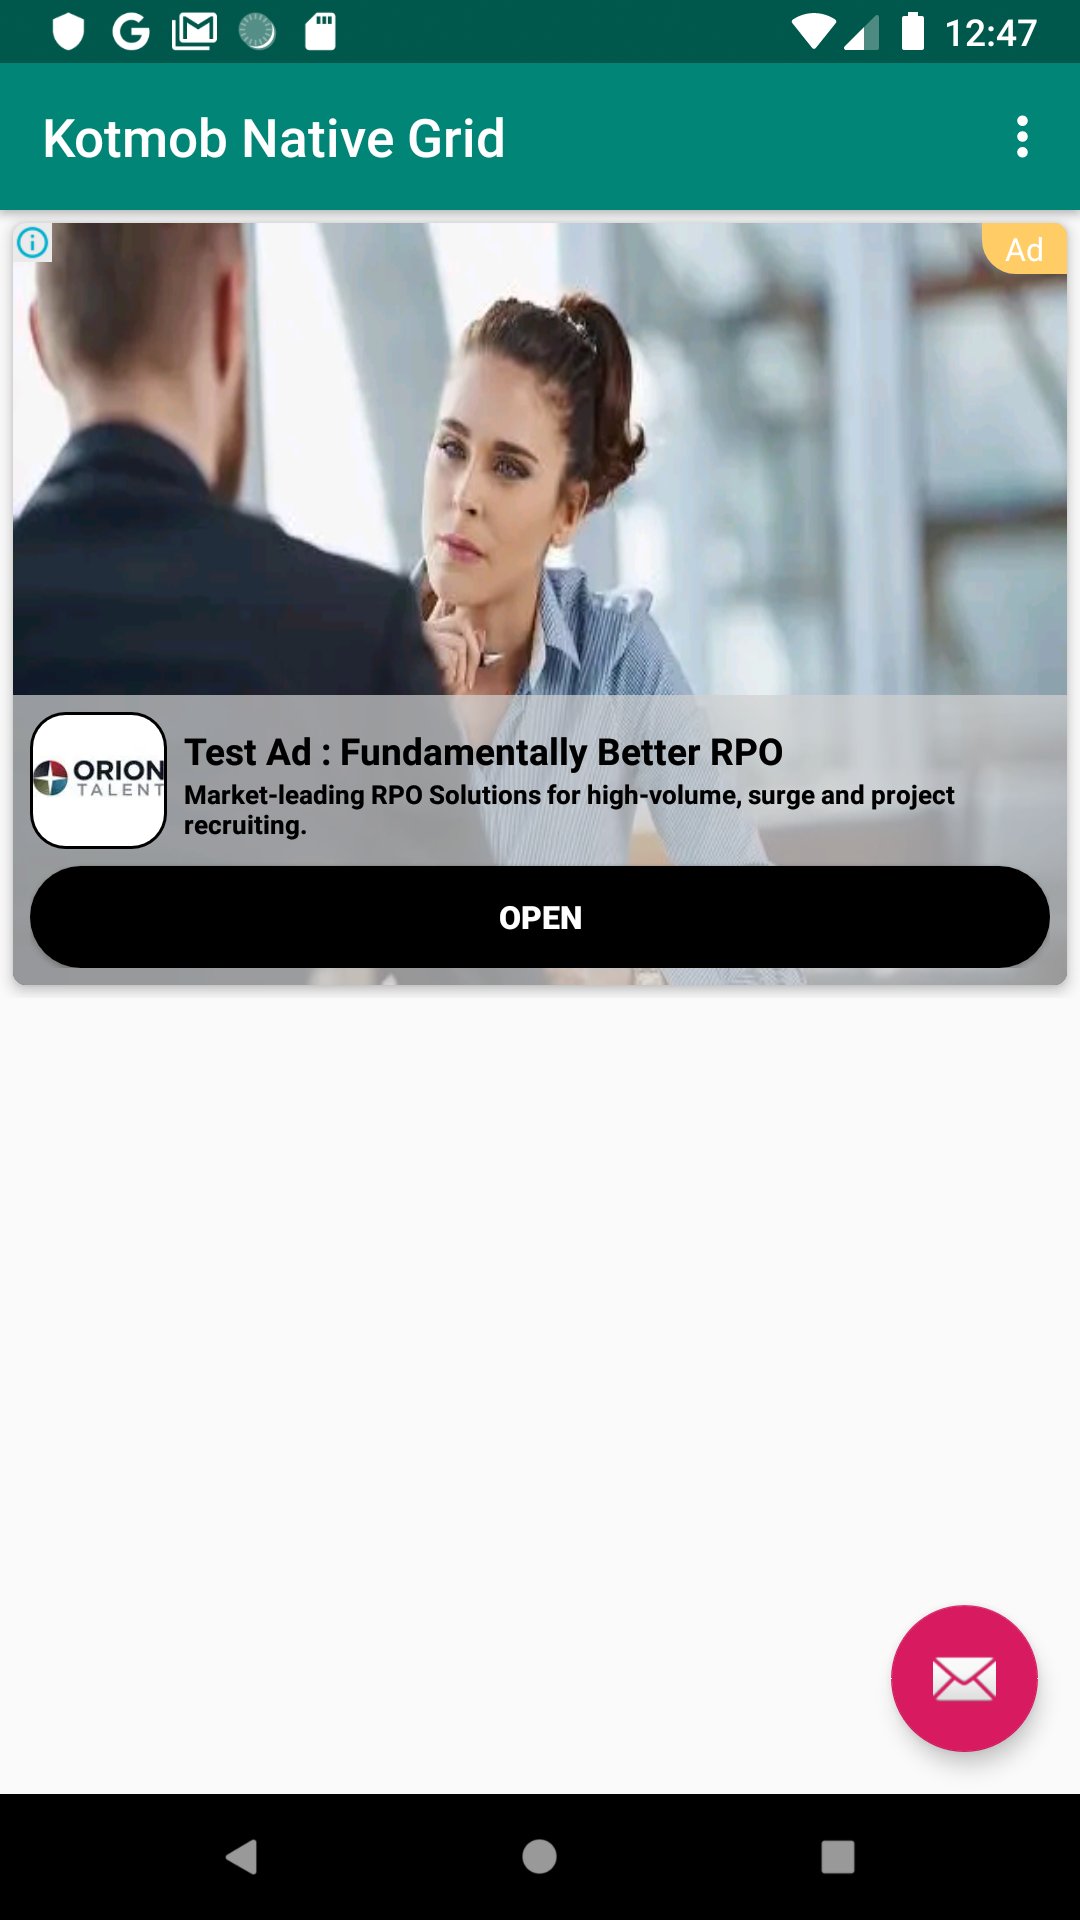 12:47
Kotmob Native Grid
Ad
ORION
TALENT
Test Ad : Fundamentally Better RPO
Market-leading RPO Solutions for high-volume, surge and project
recruiting.
OPEN